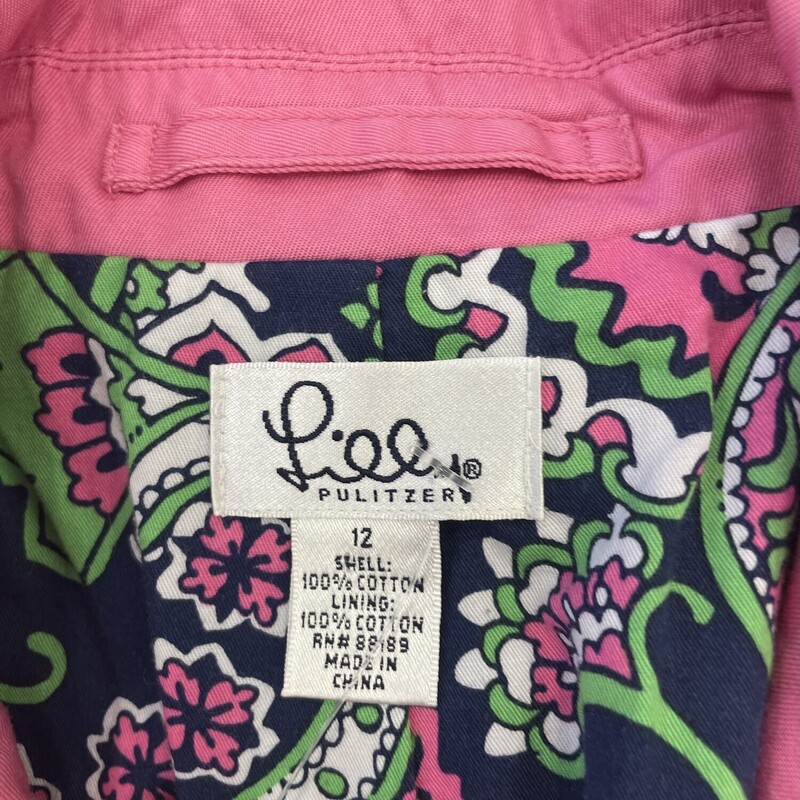 Lilly®
PULITZER
12
SHELL:
100% COTTON
LINING:
100% COTTON
RN# 88189
MADE IN
CHINA